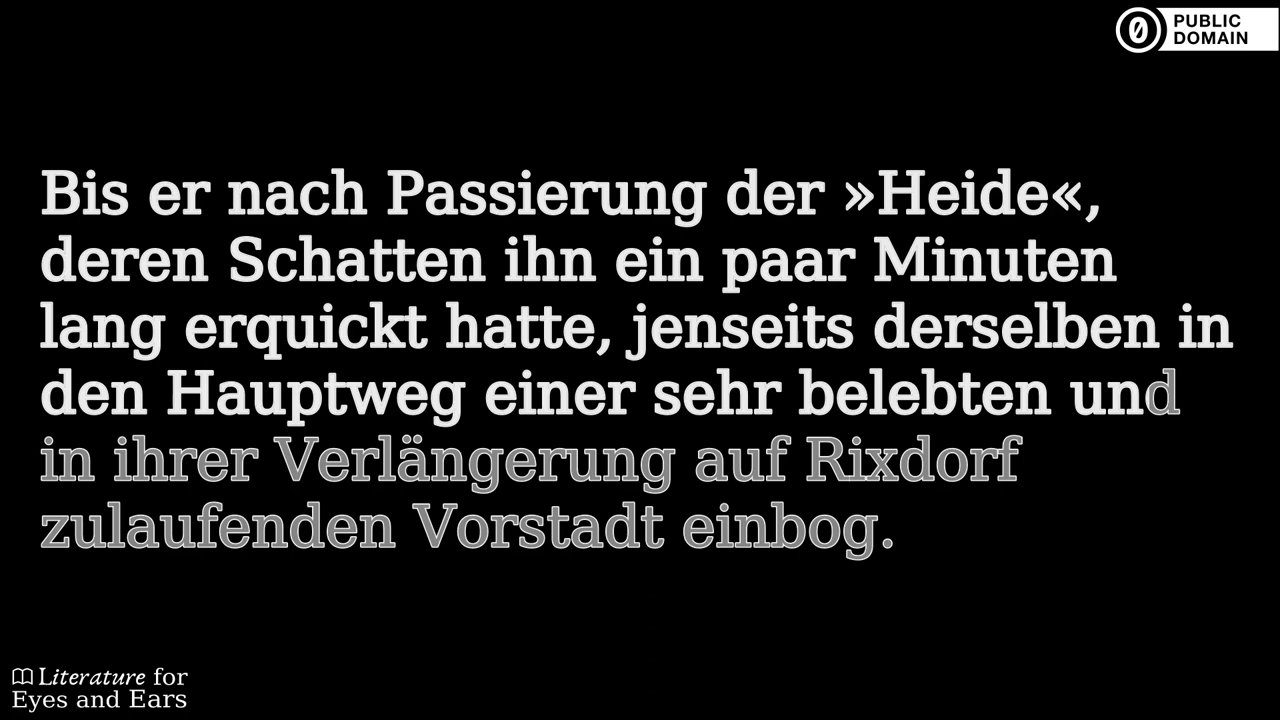 PUBLIC
DOMAIN
Bis er nach Passierung der »Heide«,
deren Schatten ihn ein paar Minuten
lang erquickt hatte, jenseits derselben in
den Hauptweg einer sehr belebten und
in ihrer Verlängerung auf Rixdorf
zulaufenden Vorstadt einbog.
Literature for
Eyes and Ears